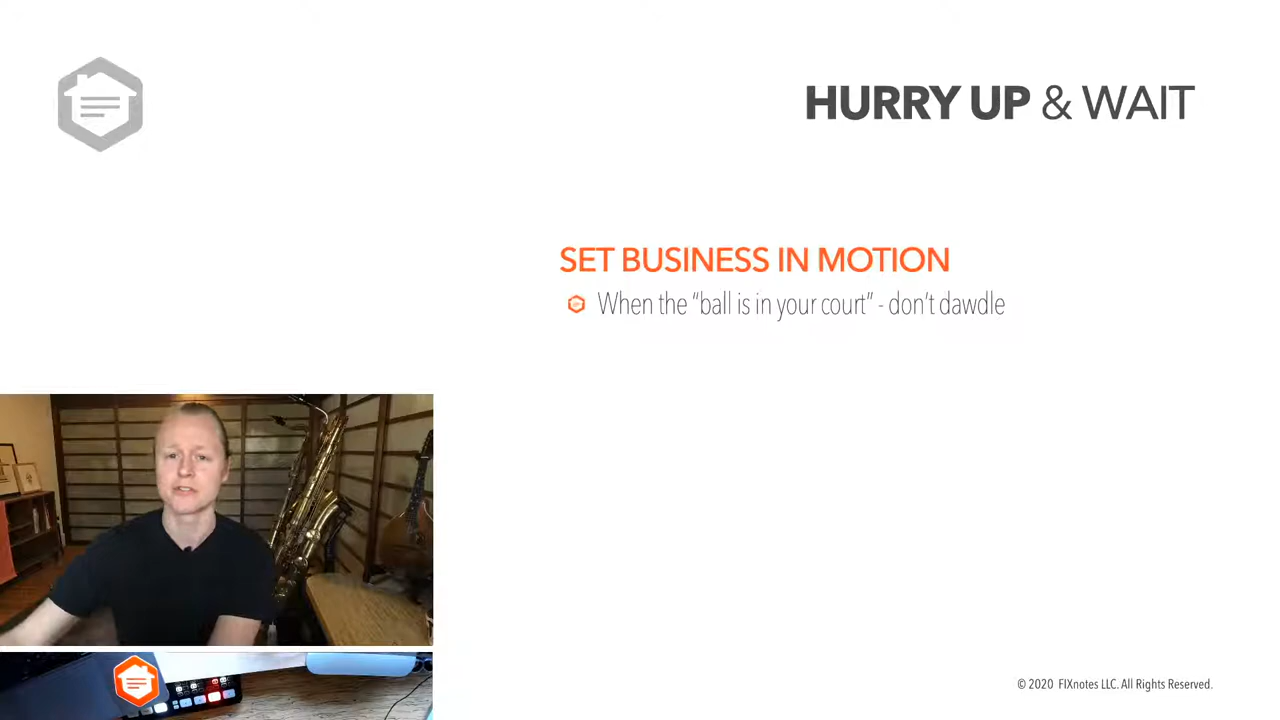 HURRY UP & WAIT
SET BUSINESS IN MOTION
When the “ball is in your court” - don’t dawdle
© 2020 FIXnotes LLC. All Rights Reserved.